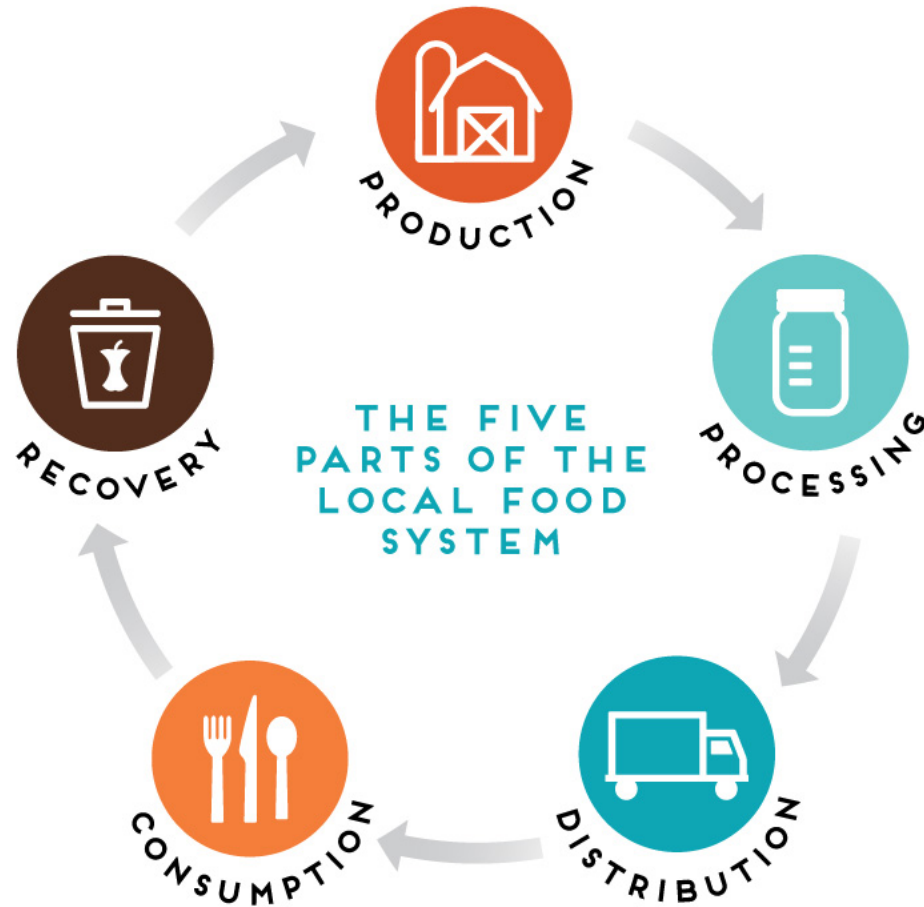 PRODUCTION
PROCESSING
THE FIVE
PARTS OF THE
LOCAL FOOD
SYSTEM
RECOVERY
DISTRIBUTION
CONSUMPTION